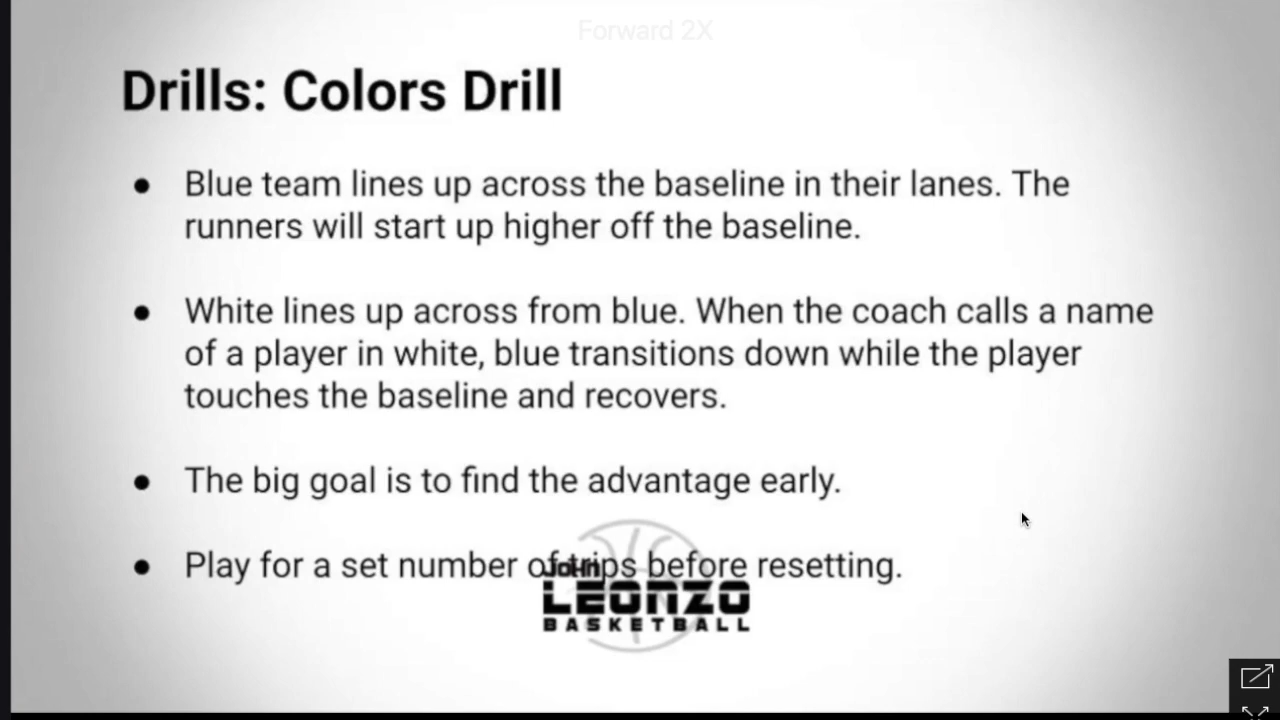 Forward 2X
Drills: Colors Drill
● Blue team lines up across the baseline in their lanes. The
runners will start up higher off the baseline.
● White lines up across from blue. When the coach calls a name
of a player in white, blue transitions down while the player
touches the baseline and recovers.
● The big goal is to find the advantage early.
● Play for a set number of trips before resetting.
John
LEONZO
BASKETBALL